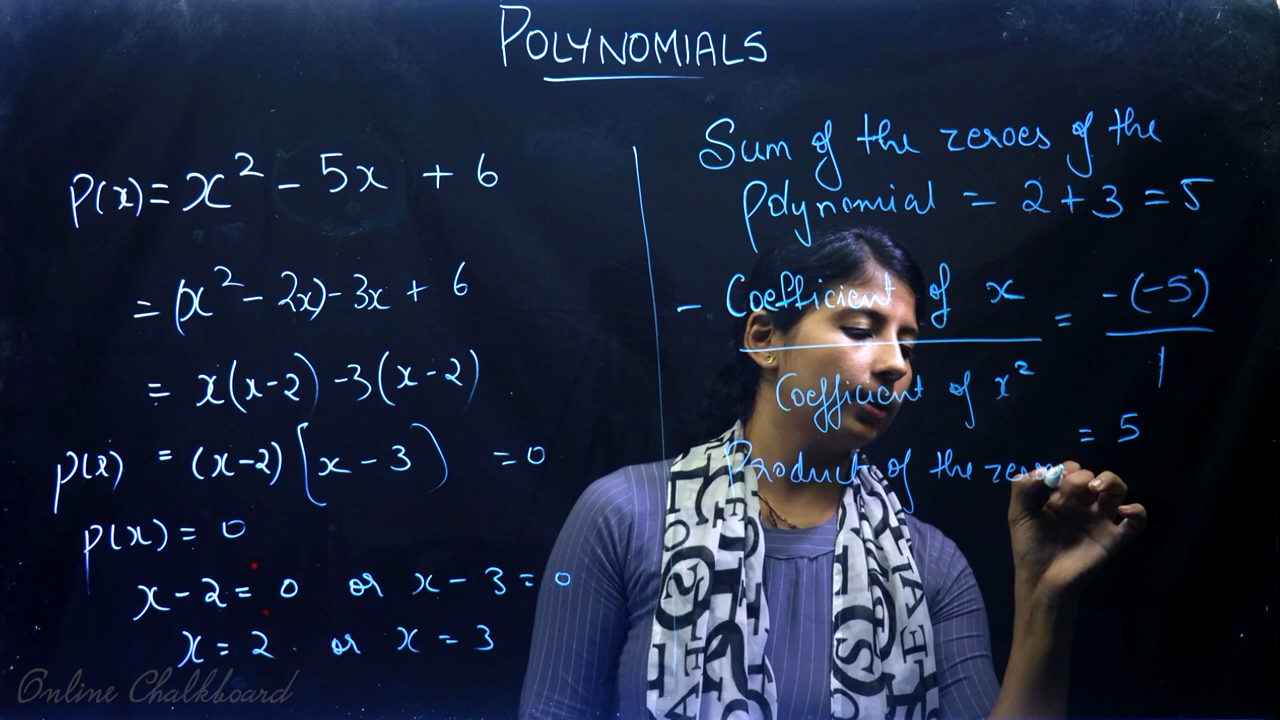 POLYNOMIALS
P(x) = x² - 5x + 6
= (x² - 2x) - 3x + 6
= x(x-2) - 3(x-2)
p(x) = (x-2)(x-3) = 0
p(x) = 0
x - 2 = 0 or x - 3 = 0
x = 2 or x = 3
Sum of the zeroes of the
polynomial = 2 + 3 = 5
- Coefficient of x = -(-5)
Coefficient of x² 1
= 5
Product of the zeroes
Online Chalkboard